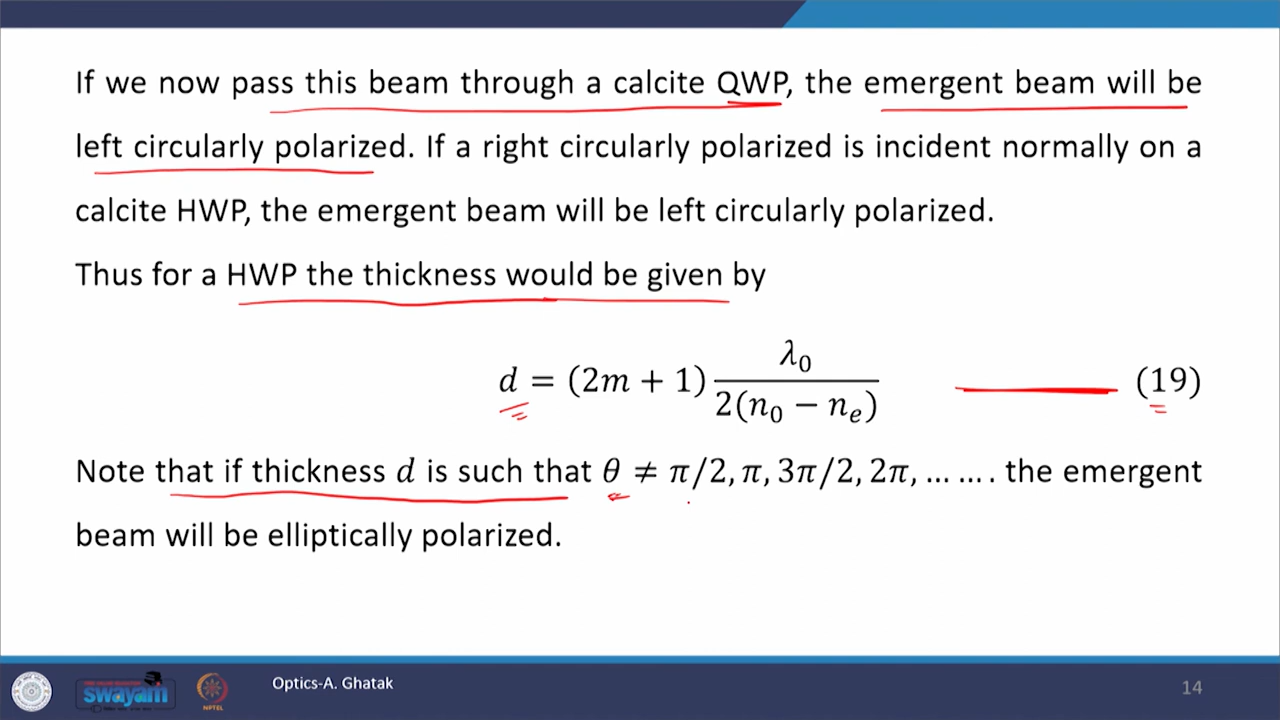 If we now pass this beam through a calcite QWP, the emergent beam will be
left circularly polarized. If a right circularly polarized is incident normally on a
calcite HWP, the emergent beam will be left circularly polarized.
Thus for a HWP the thickness would be given by
d = (2m + 1) λ₀ / 2(n₀ − nₑ) (19)
Note that if thickness d is such that θ ≠ π/2, π, 3π/2, 2π, … … . the emergent
beam will be elliptically polarized.
swayam
NPTEL
Optics-A. Ghatak
14